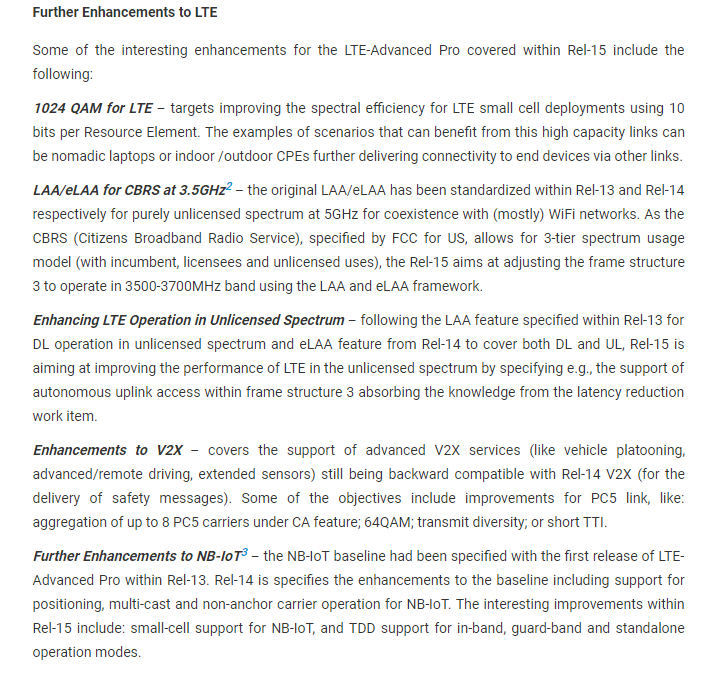 Further Enhancements to LTE
Some of the interesting enhancements for the LTE-Advanced Pro covered within Rel-15 include the
following:
1024 QAM for LTE – targets improving the spectral efficiency for LTE small cell deployments using 10
bits per Resource Element. The examples of scenarios that can benefit from this high capacity links can
be nomadic laptops or indoor /outdoor CPEs further delivering connectivity to end devices via other links.
LAA/eLAA for CBRS at 3.5GHz2 – the original LAA/eLAA has been standardized within Rel-13 and Rel-14
respectively for purely unlicensed spectrum at 5GHz for coexistence with (mostly) WiFi networks. As the
CBRS (Citizens Broadband Radio Service), specified by FCC for US, allows for 3-tier spectrum usage
model (with incumbent, licensees and unlicensed uses), the Rel-15 aims at adjusting the frame structure
3 to operate in 3500-3700MHz band using the LAA and eLAA framework.
Enhancing LTE Operation in Unlicensed Spectrum – following the LAA feature specified within Rel-13 for
DL operation in unlicensed spectrum and eLAA feature from Rel-14 to cover both DL and UL, Rel-15 is
aiming at improving the performance of LTE in the unlicensed spectrum by specifying e.g., the support of
autonomous uplink access within frame structure 3 absorbing the knowledge from the latency reduction
work item.
Enhancements to V2X – covers the support of advanced V2X services (like vehicle platooning,
advanced/remote driving, extended sensors) still being backward compatible with Rel-14 V2X (for the
delivery of safety messages). Some of the objectives include improvements for PC5 link, like:
aggregation of up to 8 PC5 carriers under CA feature; 64QAM; transmit diversity; or short TTI.
Further Enhancements to NB-IoT3 – the NB-IoT baseline had been specified with the first release of LTE-
Advanced Pro within Rel-13. Rel-14 is specifies the enhancements to the baseline including support for
positioning, multi-cast and non-anchor carrier operation for NB-IoT. The interesting improvements within
Rel-15 include: small-cell support for NB-IoT, and TDD support for in-band, guard-band and standalone
operation modes.